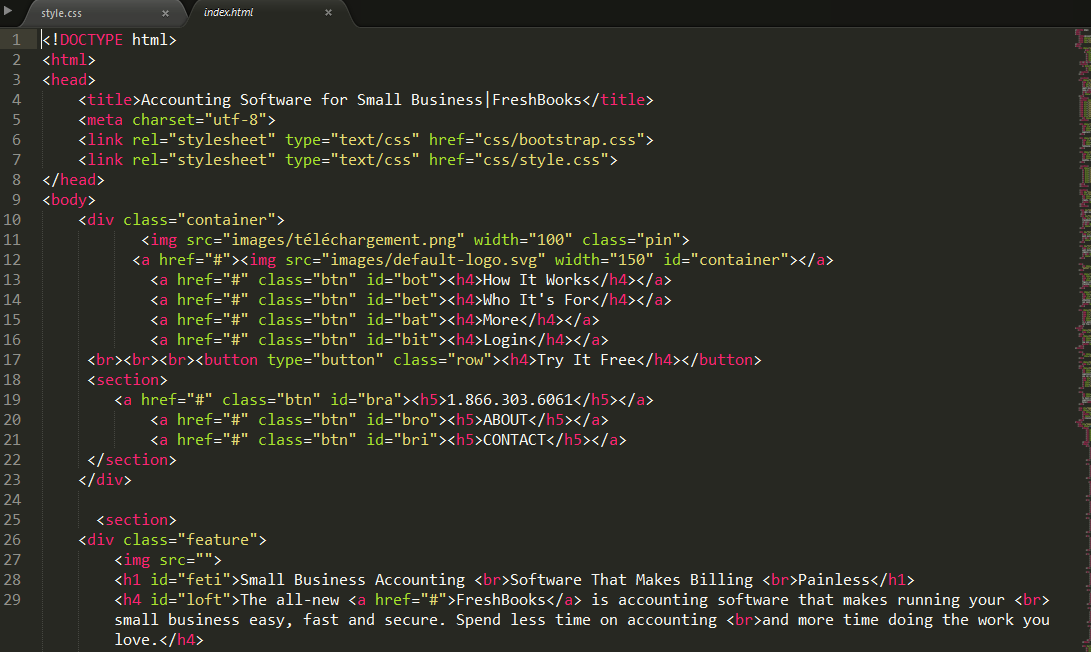 style.css × index.html ×
1 <!DOCTYPE html>
2 <html>
3 <head>
4 <title>Accounting Software for Small Business|FreshBooks</title>
5 <meta charset="utf-8">
6 <link rel="stylesheet" type="text/css" href="css/bootstrap.css">
7 <link rel="stylesheet" type="text/css" href="css/style.css">
8 </head>
9 <body>
10 <div class="container">
11 <img src="images/téléchargement.png" width="100" class="pin">
12 <a href="#"><img src="images/default-logo.svg" width="150" id="container"></a>
13 <a href="#" class="btn" id="bot"><h4>How It Works</h4></a>
14 <a href="#" class="btn" id="bet"><h4>Who It's For</h4></a>
15 <a href="#" class="btn" id="bat"><h4>More</h4></a>
16 <a href="#" class="btn" id="bit"><h4>Login</h4></a>
17 <br><br><br><button type="button" class="row"><h4>Try It Free</h4></button>
18 <section>
19 <a href="#" class="btn" id="bra"><h5>1.866.303.6061</h5></a>
20 <a href="#" class="btn" id="bro"><h5>ABOUT</h5></a>
21 <a href="#" class="btn" id="bri"><h5>CONTACT</h5></a>
22 </section>
23 </div>
24
25 <section>
26 <div class="feature">
27 <img src="">
28 <h1 id="feti">Small Business Accounting <br>Software That Makes Billing <br>Painless</h1>
29 <h4 id="loft">The all-new <a href="#">FreshBooks</a> is accounting software that makes running your <br>
small business easy, fast and secure. Spend less time on accounting <br>and more time doing the work you
love.</h4>